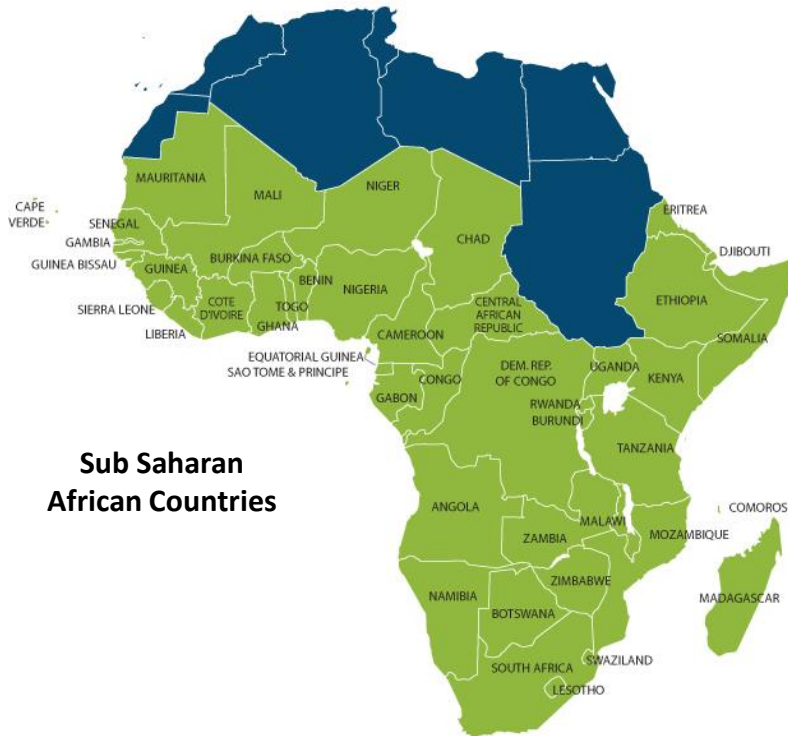 MAURITANIA
MALI
NIGER
CAPE
VERDE
ERITREA
SENEGAL
CHAD
GAMBIA
DJIBOUTI
BURKINA FASO
GUINEA BISSAU
GUINEA
BENIN
NIGERIA
ETHIOPIA
COTE
D'IVOIRE
TOGO
CENTRAL
AFRICAN
REPUBLIC
SIERRA LEONE
GHANA
LIBERIA
CAMEROON
SOMALIA
EQUATORIAL GUINEA
SAO TOME & PRINCIPE
CONGO
DEM. REP.
OF CONGO
UGANDA
KENYA
GABON
RWANDA
BURUNDI
TANZANIA
Sub Saharan
African Countries
ANGOLA
COMOROS
MALAWI
MOZAMBIQUE
ZAMBIA
ZIMBABWE
NAMIBIA
MADAGASCAR
BOTSWANA
SWAZILAND
SOUTH AFRICA
LESOTHO